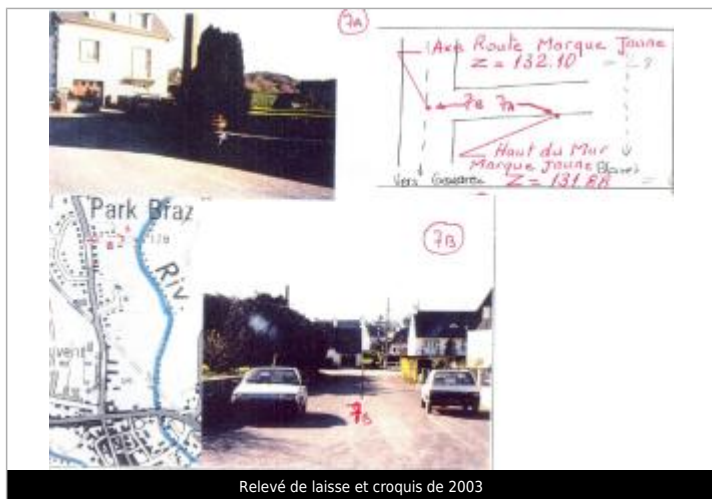 7A
Axe Route Marque Jaune
Z = 132.10
7B 7A
Haut du Mur
Marque Jaune
Vers
Z = 131
Park Braz
Riv.
7B
7B
Relevé de laisse et croquis de 2003